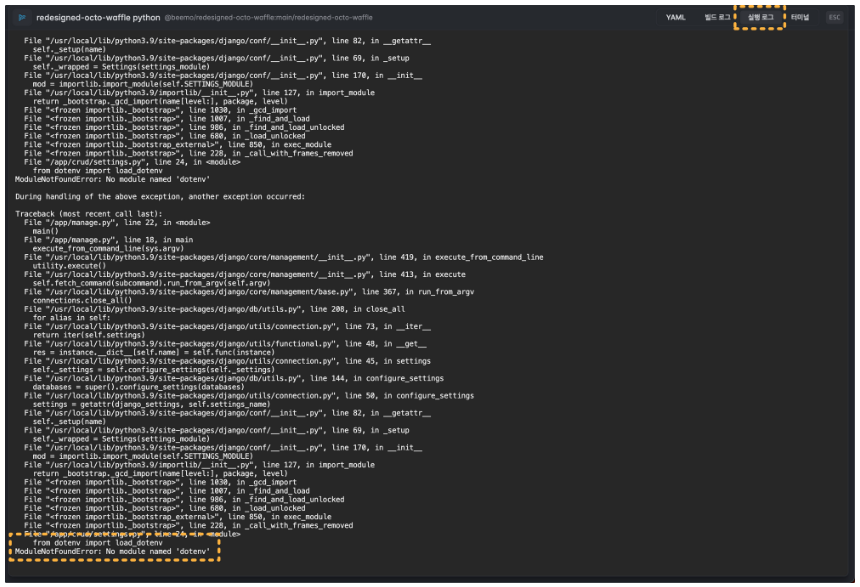 redesigned-octo-waffle python @beemo/redesigned-octo-waffle:main/redesigned-octo-waffle YAML 빌드 로그 실행 로그 터미널 ESC
File "/usr/local/lib/python3.9/site-packages/django/conf/__init__.py", line 82, in __getattr__
self._setup(name)
File "/usr/local/lib/python3.9/site-packages/django/conf/__init__.py", line 69, in _setup
self._wrapped = Settings(settings_module)
File "/usr/local/lib/python3.9/site-packages/django/conf/__init__.py", line 170, in __init__
mod = importlib.import_module(self.SETTINGS_MODULE)
File "/usr/local/lib/python3.9/importlib/__init__.py", line 127, in import_module
return _bootstrap._gcd_import(name[level:], package, level)
File "<frozen importlib._bootstrap>", line 1030, in _gcd_import
File "<frozen importlib._bootstrap>", line 1007, in _find_and_load
File "<frozen importlib._bootstrap>", line 986, in _find_and_load_unlocked
File "<frozen importlib._bootstrap>", line 680, in _load_unlocked
File "<frozen importlib._bootstrap_external>", line 850, in exec_module
File "<frozen importlib._bootstrap>", line 228, in _call_with_frames_removed
File "/app/crud/settings.py", line 24, in <module>
from dotenv import load_dotenv
ModuleNotFoundError: No module named 'dotenv'
During handling of the above exception, another exception occurred:
Traceback (most recent call last):
File "/app/manage.py", line 22, in <module>
main()
File "/app/manage.py", line 18, in main
execute_from_command_line(sys.argv)
File "/usr/local/lib/python3.9/site-packages/django/core/management/__init__.py", line 419, in execute_from_command_line
utility.execute()
File "/usr/local/lib/python3.9/site-packages/django/core/management/__init__.py", line 413, in execute
self.fetch_command(subcommand).run_from_argv(self.argv)
File "/usr/local/lib/python3.9/site-packages/django/core/management/base.py", line 367, in run_from_argv
connections.close_all()
File "/usr/local/lib/python3.9/site-packages/django/db/utils.py", line 208, in close_all
for alias in self:
File "/usr/local/lib/python3.9/site-packages/django/utils/connection.py", line 73, in __iter__
return iter(self.settings)
File "/usr/local/lib/python3.9/site-packages/django/utils/functional.py", line 48, in __get__
res = instance.__dict__[self.name] = self.func(instance)
File "/usr/local/lib/python3.9/site-packages/django/utils/connection.py", line 45, in settings
self._settings = self.configure_settings(self._settings)
File "/usr/local/lib/python3.9/site-packages/django/db/utils.py", line 144, in configure_settings
databases = super().configure_settings(databases)
File "/usr/local/lib/python3.9/site-packages/django/utils/connection.py", line 50, in configure_settings
settings = getattr(django_settings, self.settings_name)
File "/usr/local/lib/python3.9/site-packages/django/conf/__init__.py", line 82, in __getattr__
self._setup(name)
File "/usr/local/lib/python3.9/site-packages/django/conf/__init__.py", line 69, in _setup
self._wrapped = Settings(settings_module)
File "/usr/local/lib/python3.9/site-packages/django/conf/__init__.py", line 170, in __init__
mod = importlib.import_module(self.SETTINGS_MODULE)
File "/usr/local/lib/python3.9/importlib/__init__.py", line 127, in import_module
return _bootstrap._gcd_import(name[level:], package, level)
File "<frozen importlib._bootstrap>", line 1030, in _gcd_import
File "<frozen importlib._bootstrap>", line 1007, in _find_and_load
File "<frozen importlib._bootstrap>", line 986, in _find_and_load_unlocked
File "<frozen importlib._bootstrap>", line 680, in _load_unlocked
File "<frozen importlib._bootstrap_external>", line 850, in exec_module
File "<frozen importlib._bootstrap>", line 228, in _call_with_frames_removed
File "/app/crud/settings.py", line 24, in <module>
from dotenv import load_dotenv
ModuleNotFoundError: No module named 'dotenv'